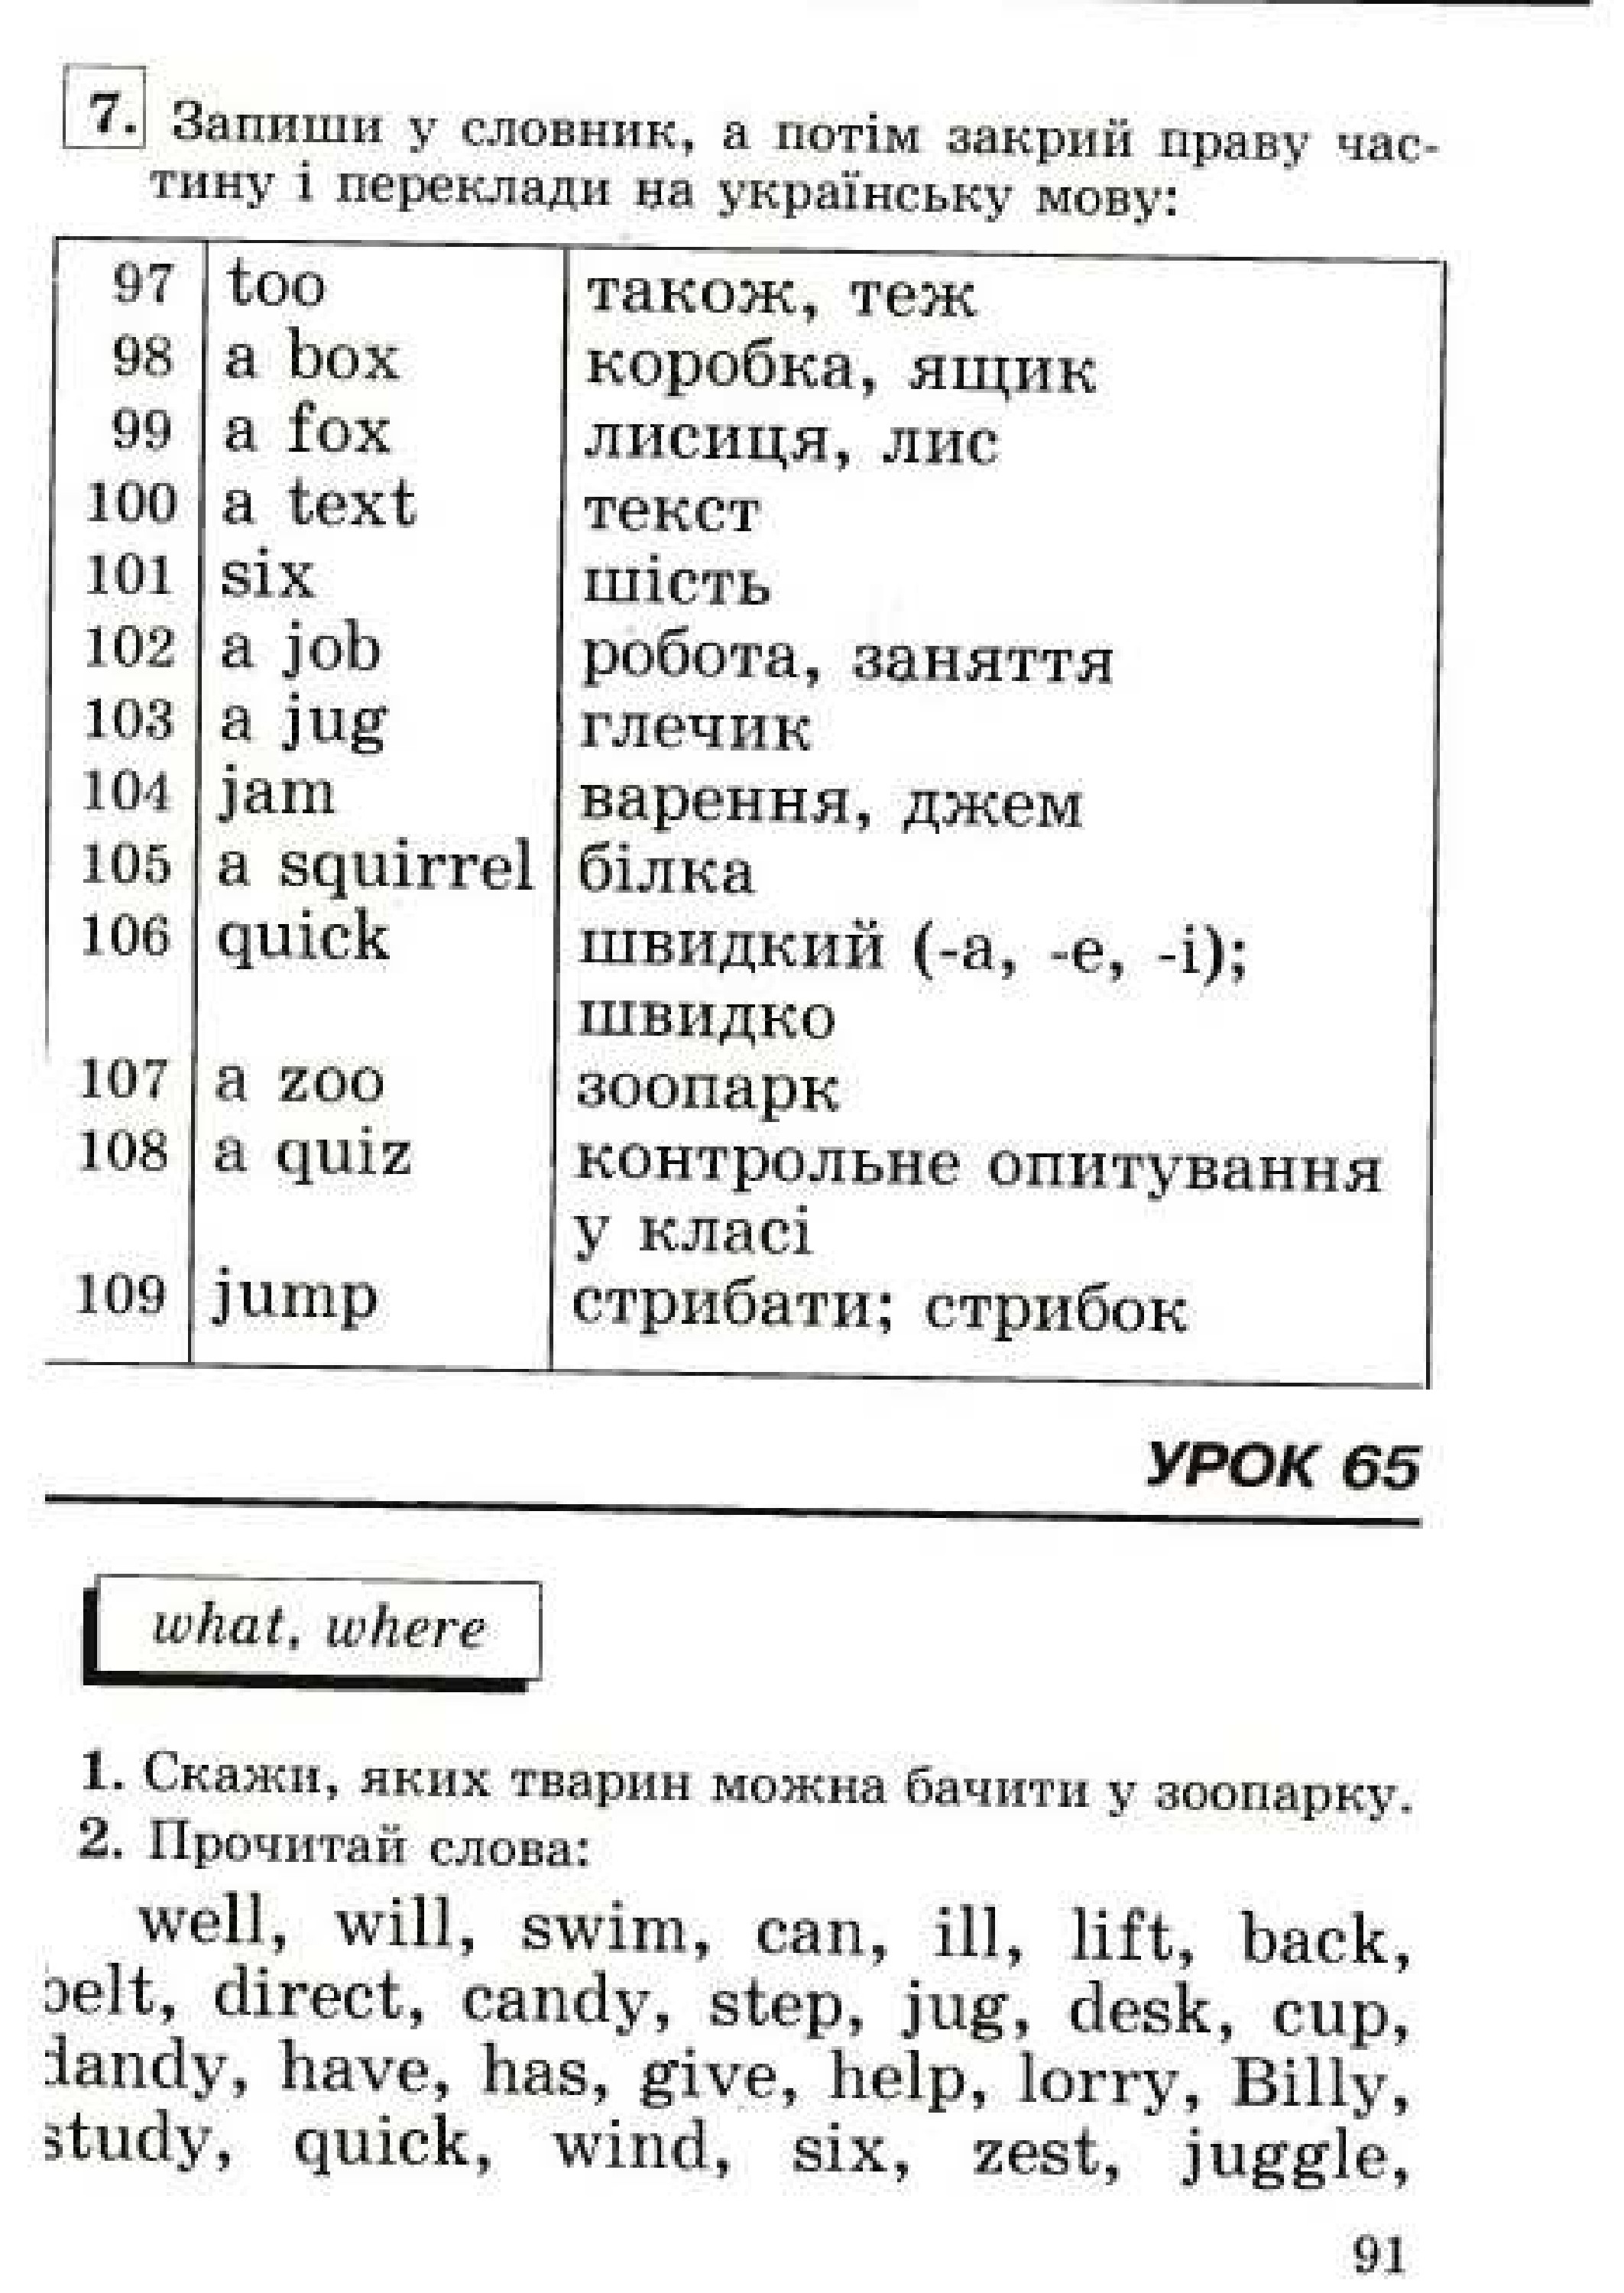 7. Запиши у словник, а потім закрий праву час-
тину і переклади на українську мову:
97 too також, теж
98 a box коробка, ящик
99 a fox лисиця, лис
100 a text текст
101 six шість
102 a job робота, заняття
103 a jug глечик
104 jam варення, джем
105 a squirrel білка
106 quick швидкий (-а, -е, -і);
швидко
107 a zoo зоопарк
108 a quiz контрольне опитування
у класі
109 jump стрибати; стрибок
УРОК 65
what, where
1. Скажи, яких тварин можна бачити у зоопарку.
2. Прочитай слова:
well, will, swim, can, ill, lift, back,
belt, direct, candy, step, jug, desk, cup,
dandy, have, has, give, help, lorry, Billy,
study, quick, wind, six, zest, juggle,
91